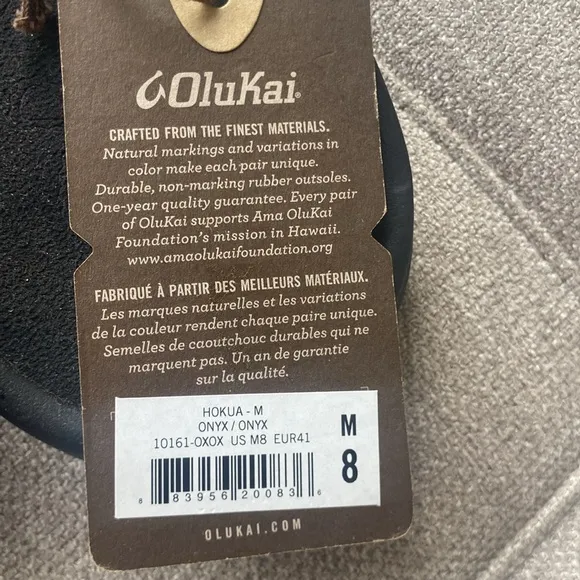 OluKai®
CRAFTED FROM THE FINEST MATERIALS.
Natural markings and variations in
color make each pair unique.
Durable, non-marking rubber outsoles.
One-year quality guarantee. Every pair
of OluKai supports Ama OluKai
Foundation's mission in Hawaii.
www.amaolukaifoundation.org
FABRIQUÉ À PARTIR DES MEILLEURS MATÉRIAUX.
Les marques naturelles et les variations
de la couleur rendent chaque paire unique.
Semelles de caoutchouc durables qui ne
marquent pas. Un an de garantie
sur la qualité.
HOKUA - M
ONYX / ONYX
10161-0XOX US M8 EUR41
M
8
8 83956 20083 6
OLUKAI.COM